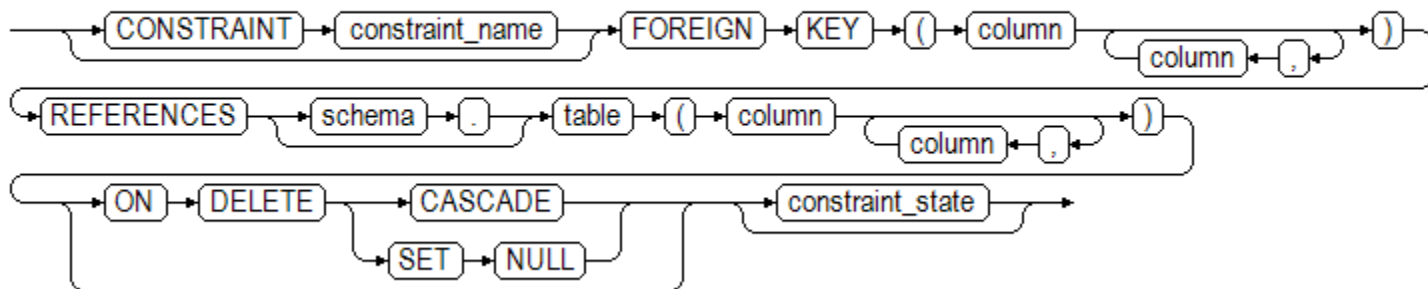 CONSTRAINT constraint_name FOREIGN KEY ( column ) 
column ,
REFERENCES schema . table ( column )
column ,
ON DELETE CASCADE constraint_state
SET NULL